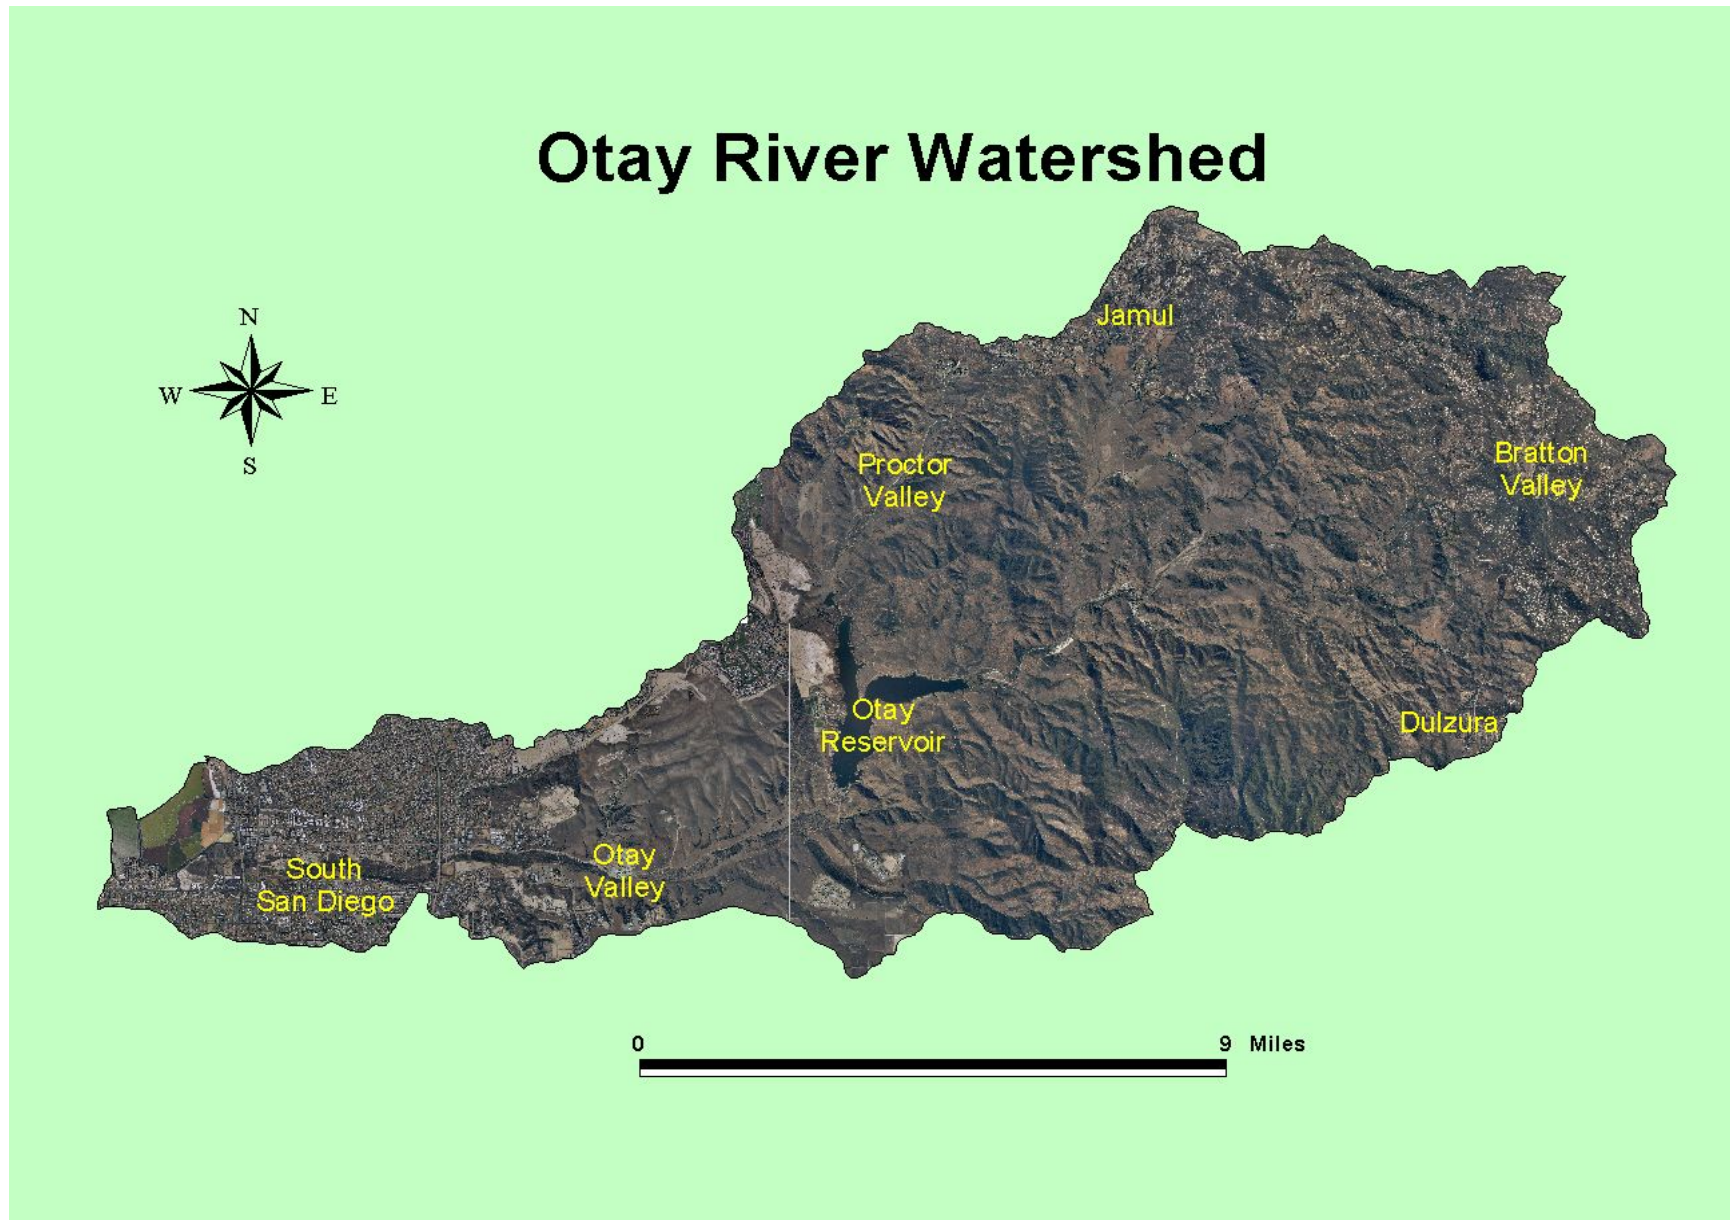 Otay River Watershed
N
W E
S
Jamul
Proctor
Valley
Bratton
Valley
Otay
Reservoir
Dulzura
Otay
Valley
South
San Diego
0 9 Miles